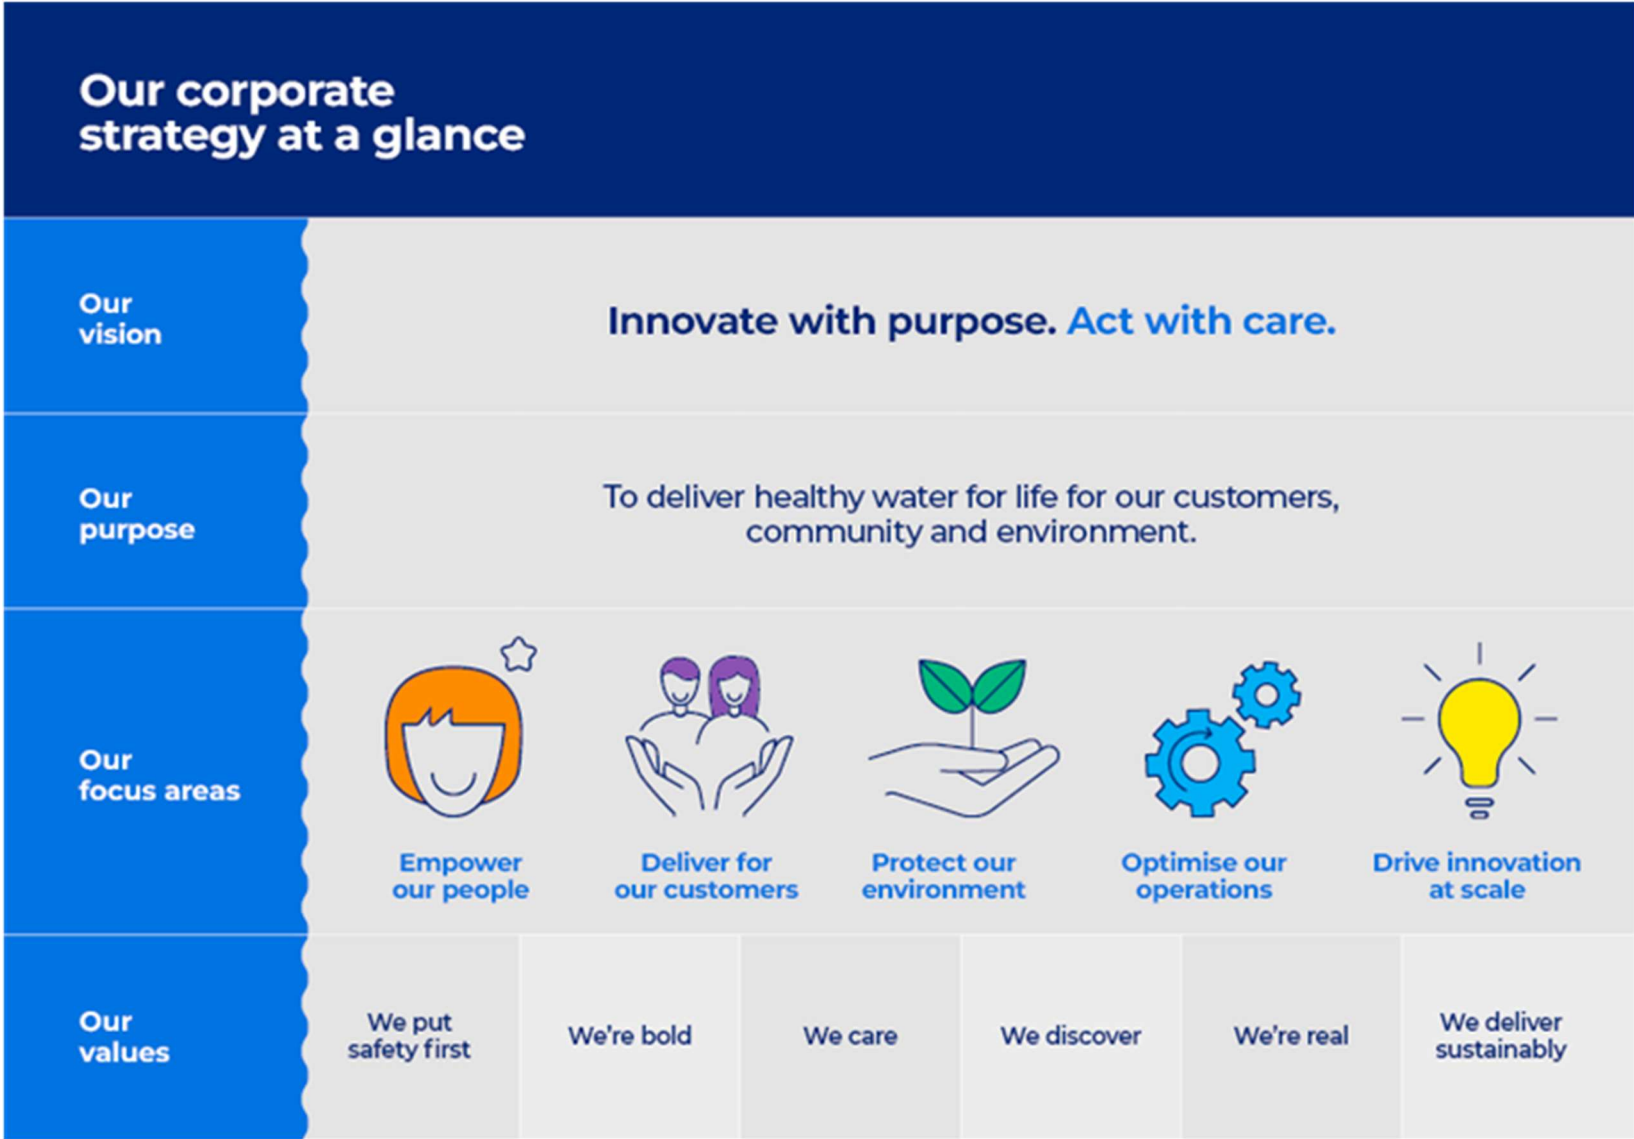 Our corporate
strategy at a glance
Our
vision
Innovate with purpose. Act with care.
Our
purpose
To deliver healthy water for life for our customers,
community and environment.
Our
focus areas
Empower
our people
Deliver for
our customers
Protect our
environment
Optimise our
operations
Drive innovation
at scale
Our
values
We put
safety first
We're bold
We care
We discover
We're real
We deliver
sustainably